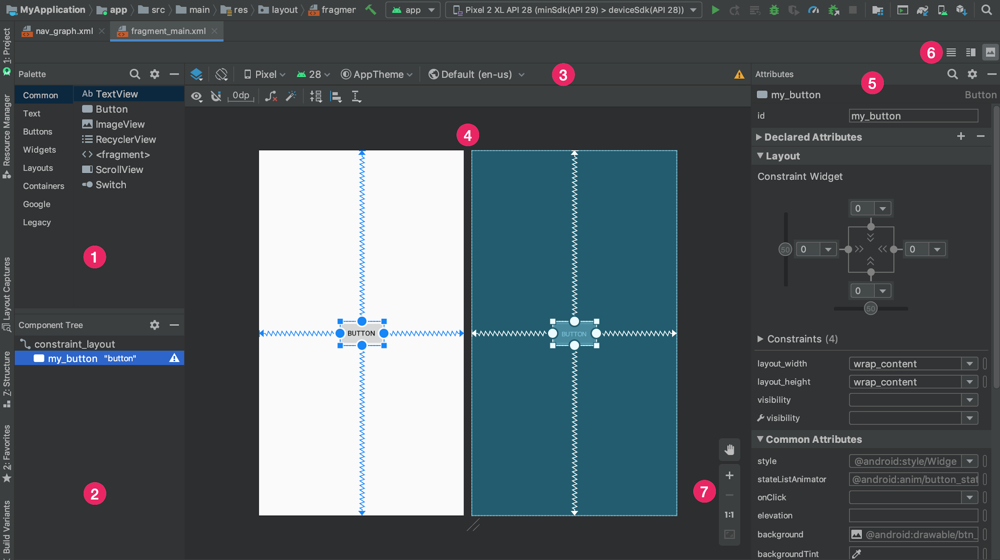 MyApplication app src main res layout fragmer app Pixel 2 XL API 28 (minSdk(API 29) > deviceSdk(API 28))
nav_graph.xml fragment_main.xml
1: Project
Resource Manager
Layout Captures
7: Structure
2: Favorites
Build Variants
6
Palette
Common
Text
Buttons
Widgets
Layouts
Containers
Google
Legacy
Ab TextView
Button
ImageView
RecyclerView
<> <fragment>
ScrollView
Switch
1
Component Tree
constraint_layout
my_button "button"
2
Pixel 28 AppTheme Default (en-us) 3
0dp
4
BUTTON
BUTTON
7
1:1
Attributes
5
my_button Button
id my_button
Declared Attributes
Layout
Constraint Widget
0
50 0 0
0
50
Constraints (4)
layout_width wrap_content
layout_height wrap_content
visibility
visibility
Common Attributes
style @android:style/Widge
stateListAnimator @android:anim/button_stat
onClick
elevation
background @android:drawable/btn_
backgroundTint